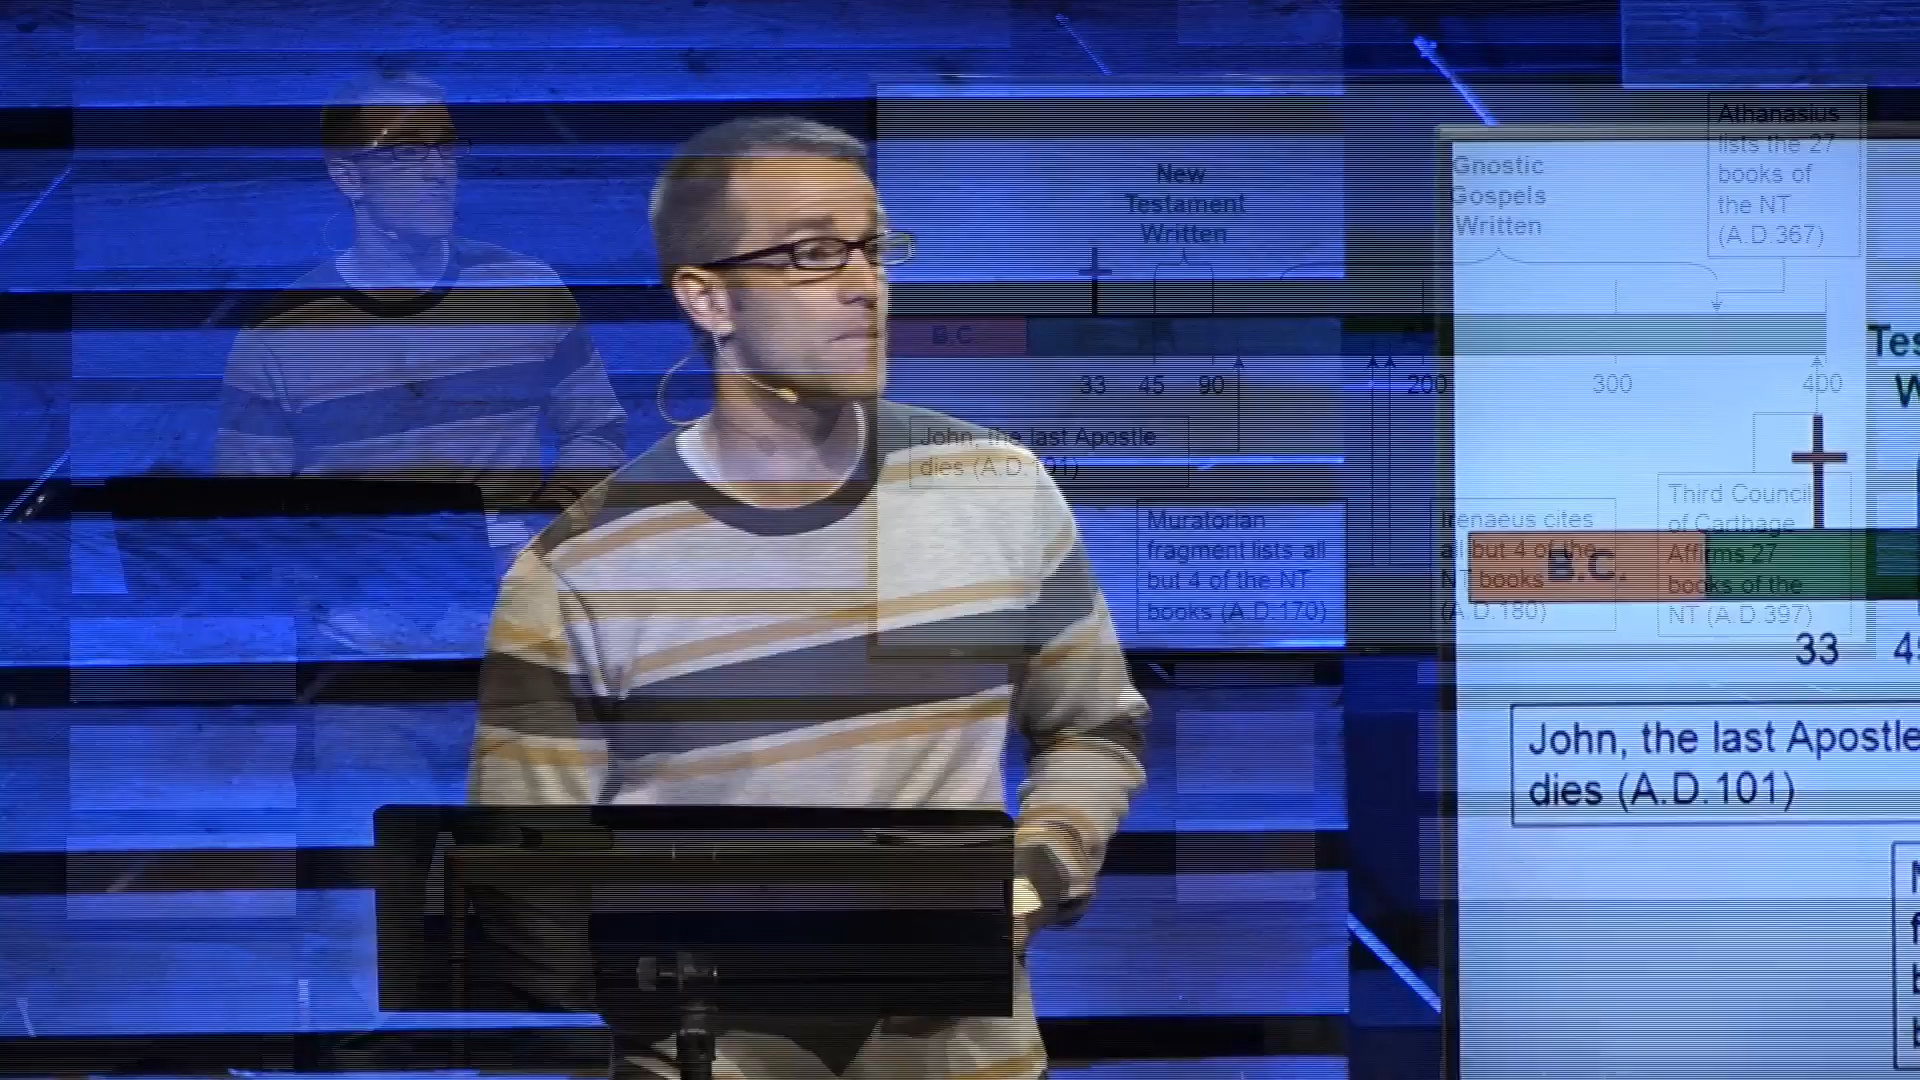 New
Testament
Written
Gnostic
Gospels
Written
Athanasius
lists the 27
books of
the NT
(A.D.367)
B.C
33 45 90 200 300 400
John, the last Apostle
dies (A.D.101)
Muratorian
fragment lists all
but 4 of the NT
books (A.D.170)
Irenaeus cites
all but 4 of the
NT books
(A.D.180)
Third Council
of Carthage
Affirms 27
books of the
NT (A.D.397)
B.C.
33
John, the last Apostle
dies (A.D.101)